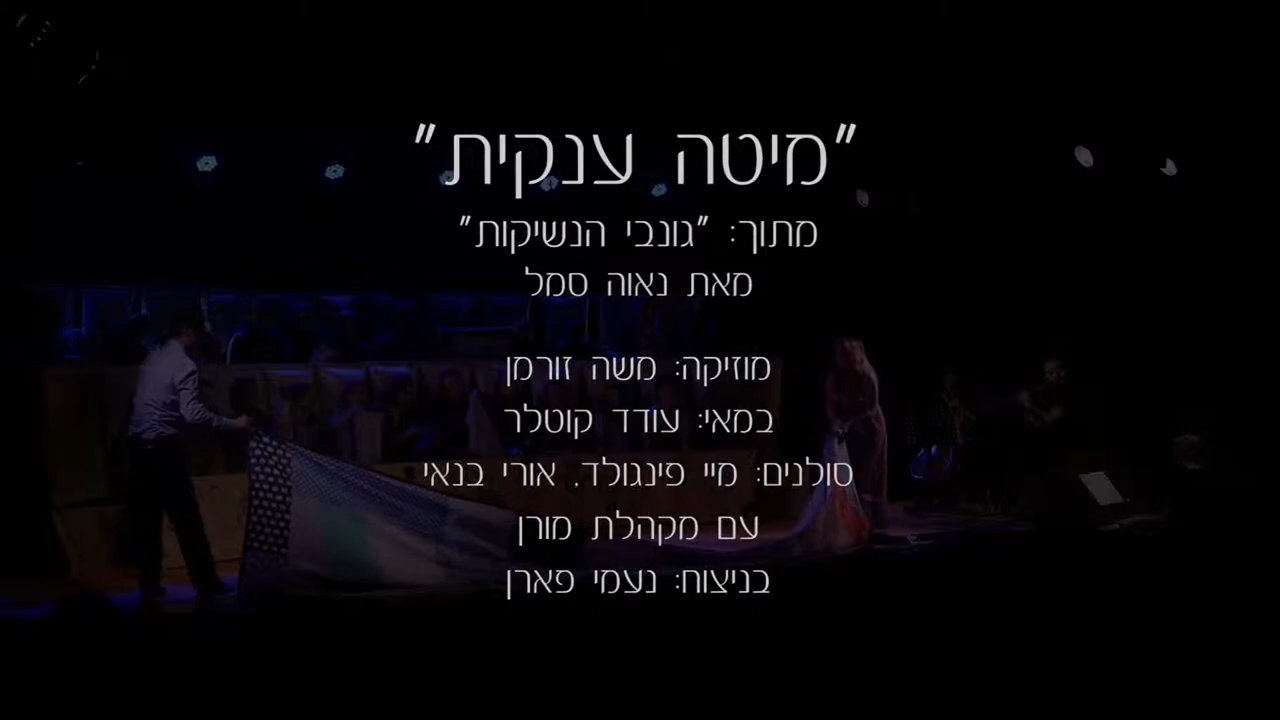 "מיטה ענקית"
מתוך: "גונבי הנשיקות"
מאת נאוה סמל
מוזיקה: משה זורמן
במאי: עודד קוטלר
סולנים: מיי פינגולד, אורי בנאי
עם מקהלת מורן
בניצוח: נעמי פארן